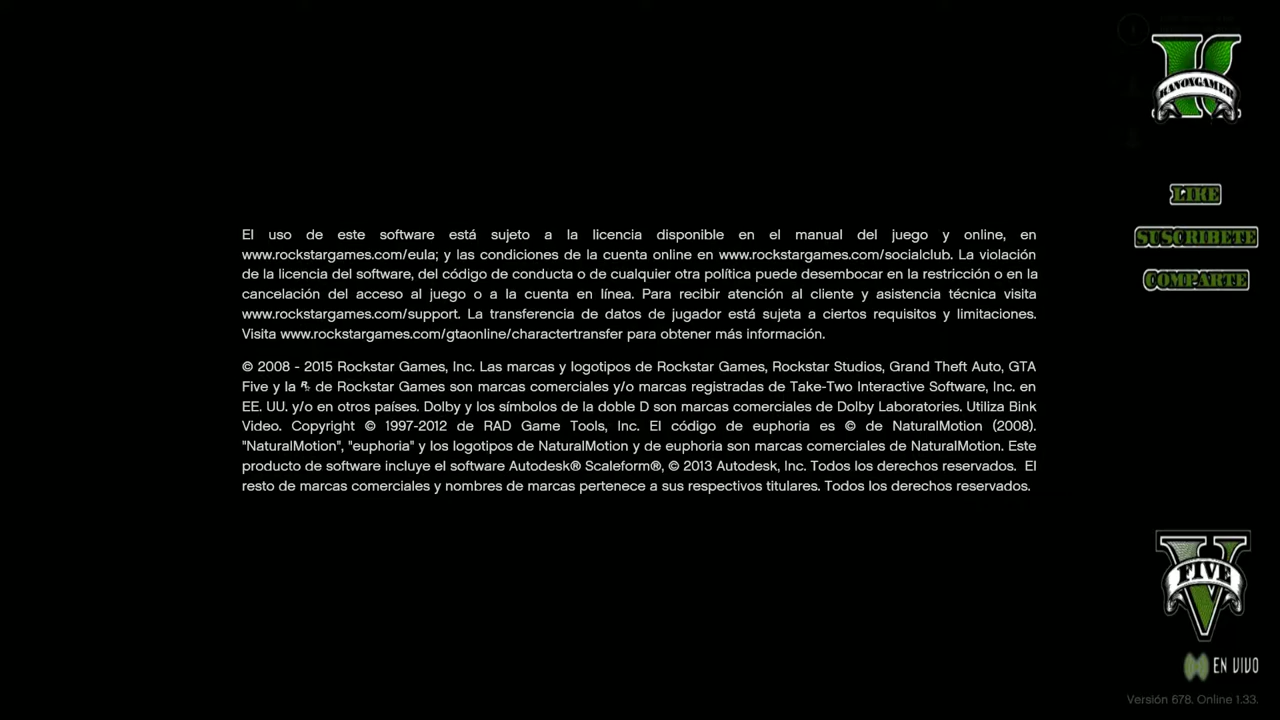 KANOXGAMER
LIKE
SUSCRIBETE
COMPARTE
El uso de este software está sujeto a la licencia disponible en el manual del juego y online, en
www.rockstargames.com/eula; y las condiciones de la cuenta online en www.rockstargames.com/socialclub. La violación
de la licencia del software, del código de conducta o de cualquier otra política puede desembocar en la restricción o en la
cancelación del acceso al juego o a la cuenta en línea. Para recibir atención al cliente y asistencia técnica visita
www.rockstargames.com/support. La transferencia de datos de jugador está sujeta a ciertos requisitos y limitaciones.
Visita www.rockstargames.com/gtaonline/charactertransfer para obtener más información.
© 2008 - 2015 Rockstar Games, Inc. Las marcas y logotipos de Rockstar Games, Rockstar Studios, Grand Theft Auto, GTA
Five y la R* de Rockstar Games son marcas comerciales y/o marcas registradas de Take-Two Interactive Software, Inc. en
EE. UU. y/o en otros países. Dolby y los símbolos de la doble D son marcas comerciales de Dolby Laboratories. Utiliza Bink
Video. Copyright © 1997-2012 de RAD Game Tools, Inc. El código de euphoria es © de NaturalMotion (2008).
"NaturalMotion", "euphoria" y los logotipos de NaturalMotion y de euphoria son marcas comerciales de NaturalMotion. Este
producto de software incluye el software Autodesk® Scaleform®, © 2013 Autodesk, Inc. Todos los derechos reservados. El
resto de marcas comerciales y nombres de marcas pertenece a sus respectivos titulares. Todos los derechos reservados.
V
FIVE
EN VIVO
Versión 678. Online 1.33.